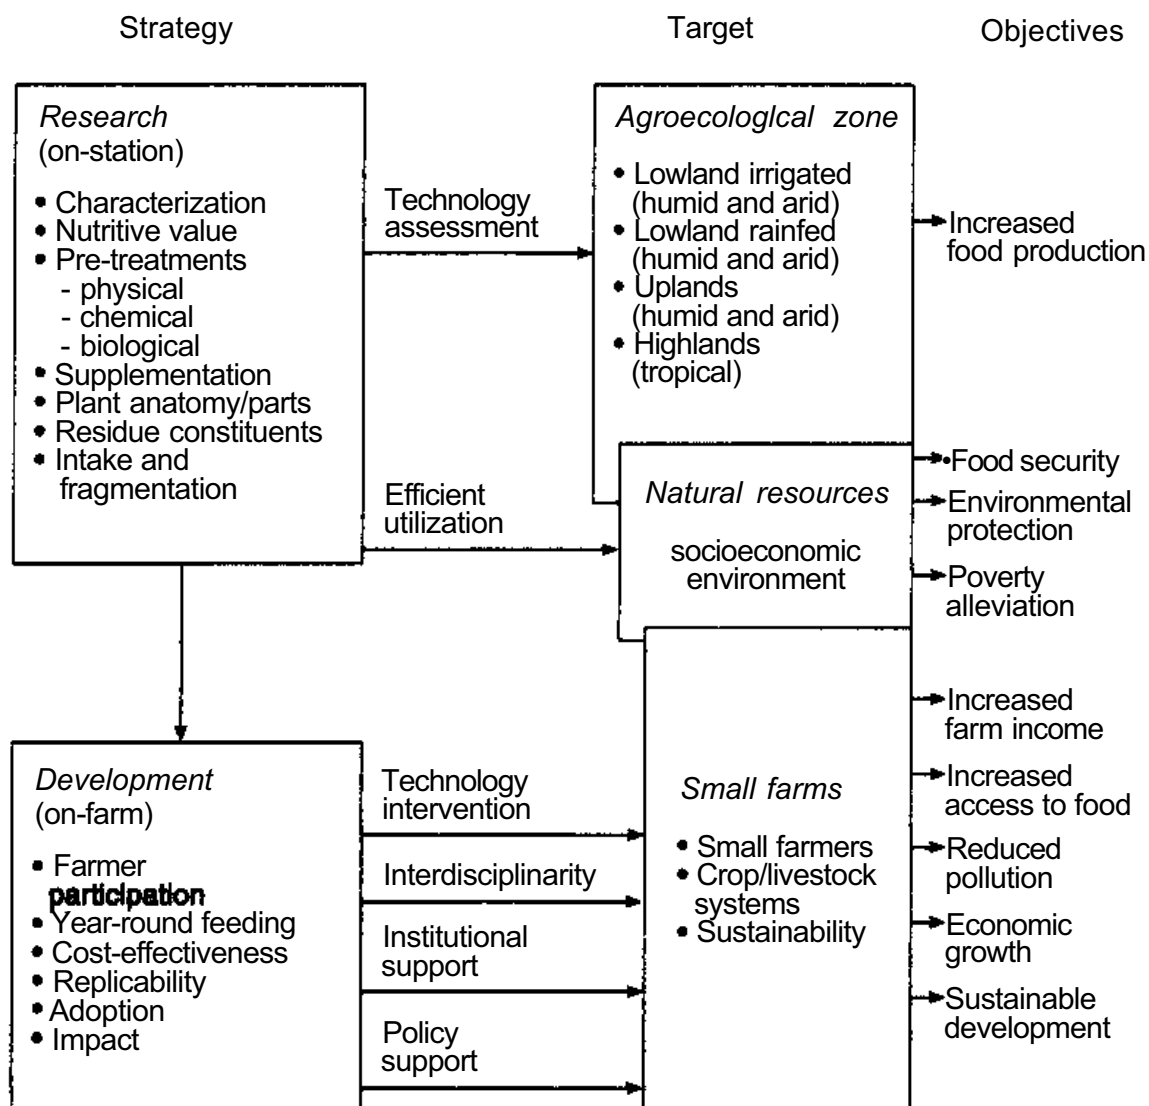 Strategy
Target
Objectives
Research
(on-station)
• Characterization
• Nutritive value
• Pre-treatments
- physical
- chemical
- biological
• Supplementation
• Plant anatomy/parts
• Residue constituents
• Intake and
fragmentation
Technology
assessment
Efficient
utilization
Agroecologlcal zone
• Lowland irrigated
(humid and arid)
• Lowland rainfed
(humid and arid)
• Uplands
(humid and arid)
• Highlands
(tropical)
Natural resources
socioeconomic
environment
Increased
food production
•Food security
Environmental
protection
Poverty
alleviation
Development
(on-farm)
• Farmer
participation
• Year-round feeding
• Cost-effectiveness
• Replicability
• Adoption
• Impact
Technology
intervention
Interdisciplinarity
Institutional
support
Policy
support
Small farms
• Small farmers
• Crop/livestock
systems
• Sustainability
Increased
farm income
Increased
access to food
Reduced
pollution
Economic
growth
Sustainable
development